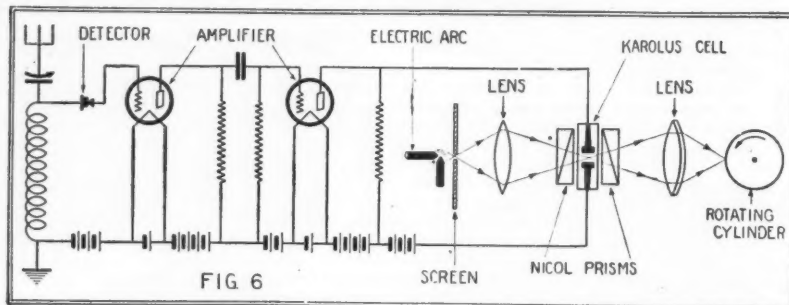 DETECTOR
AMPLIFIER
ELECTRIC ARC
KAROLUS CELL
LENS
LENS
SCREEN
NICOL PRISMS
ROTATING
CYLINDER
FIG 6